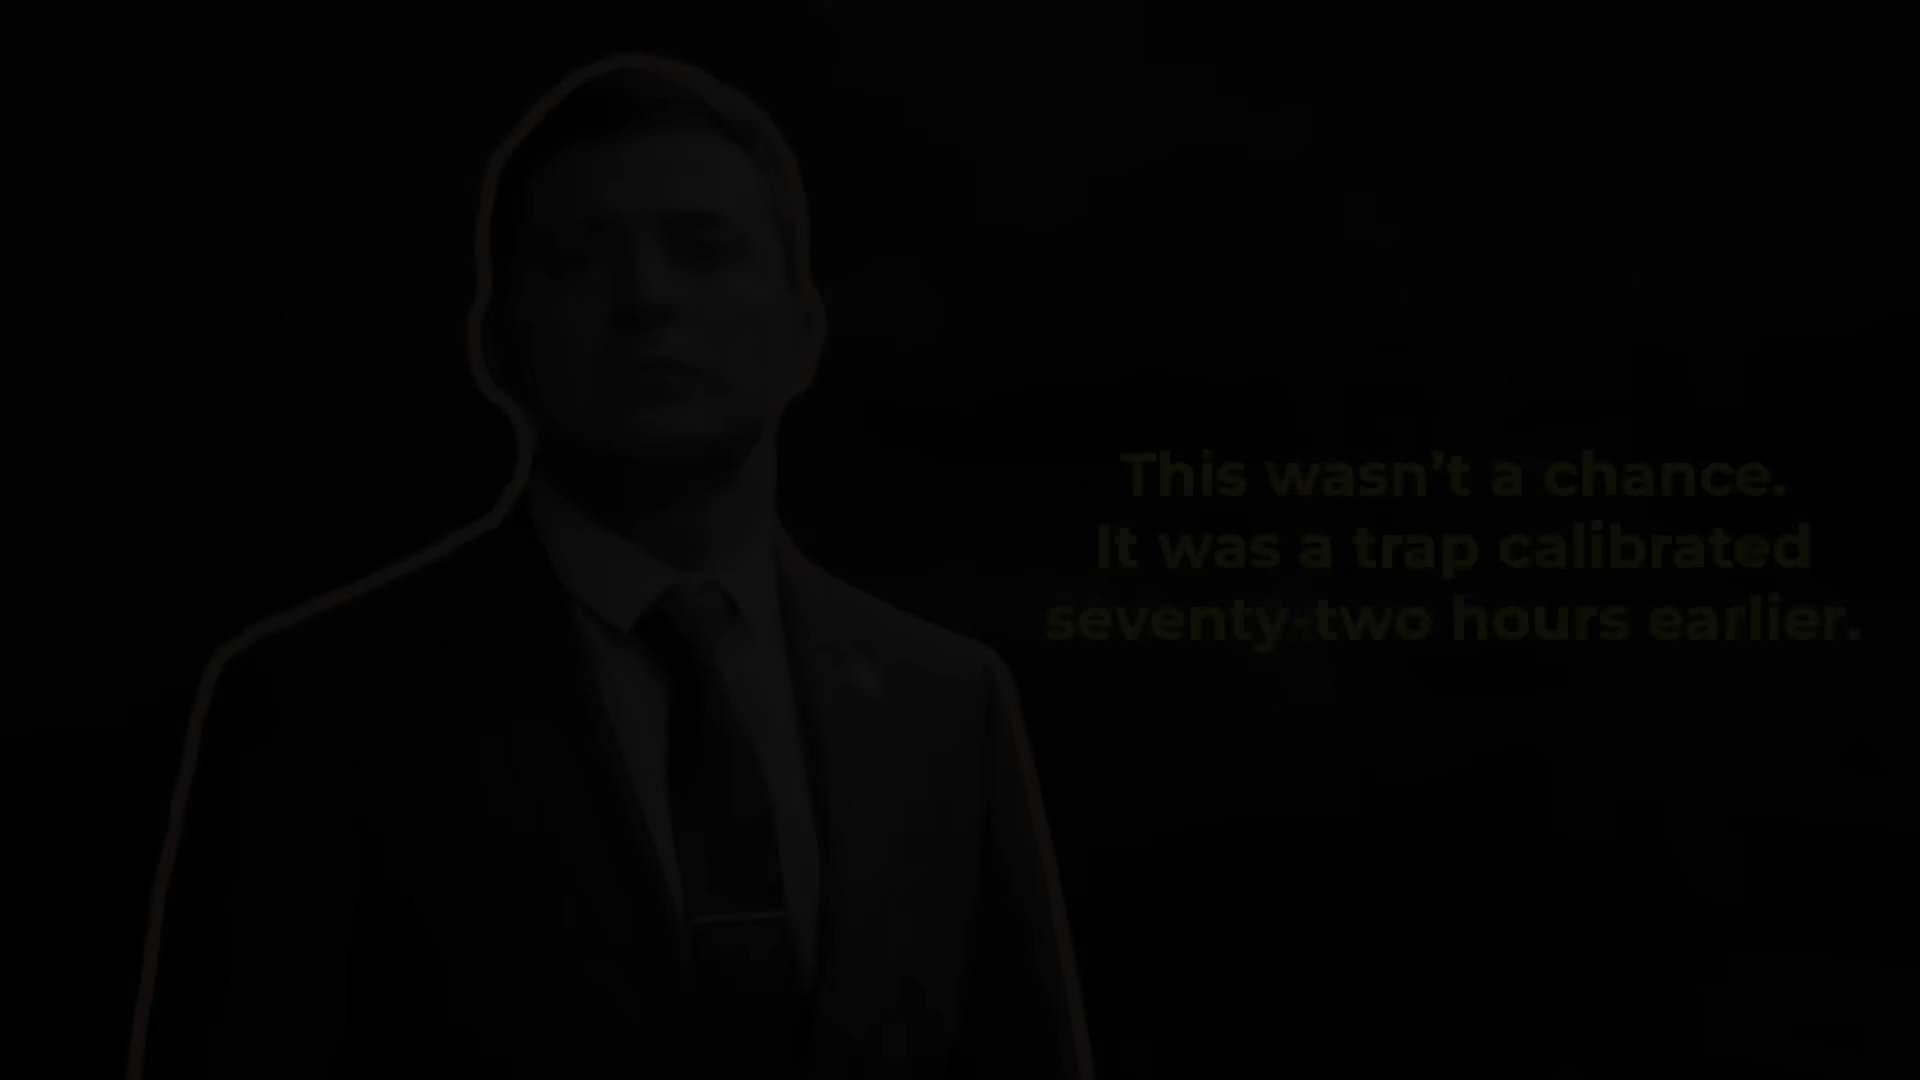 This wasn't a chance.
It was a trap calibrated
seventy-two hours earlier.